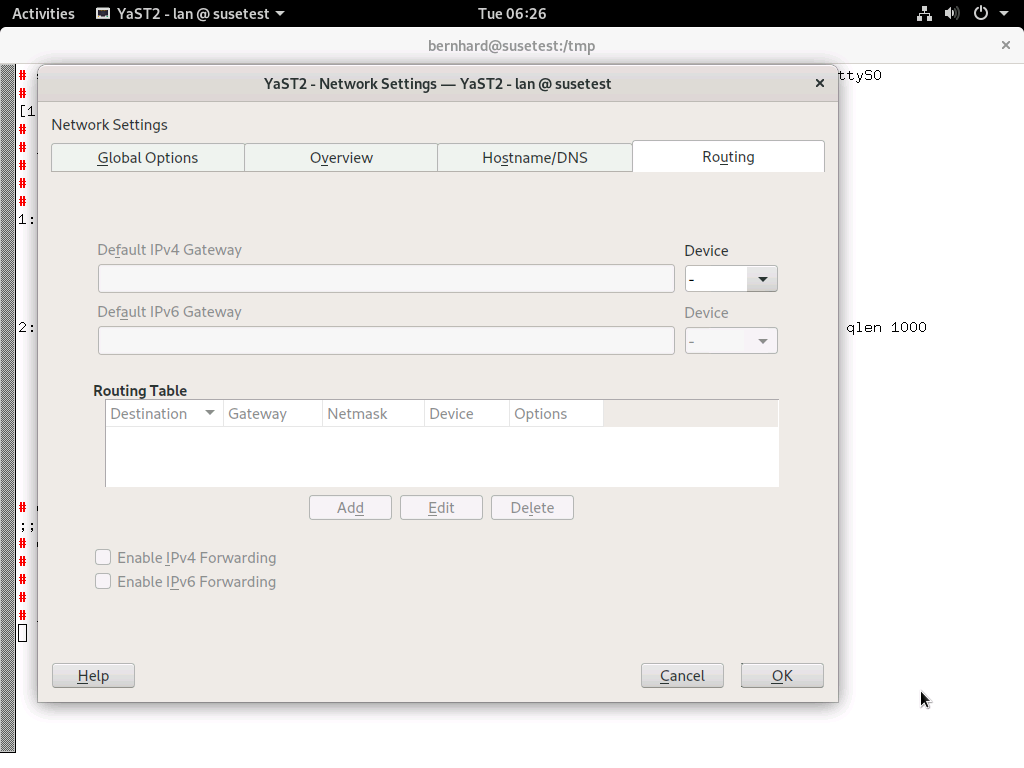 Activities YaST2 - lan @ susetest Tue 06:26
bernhard@susetest:/tmp ×
# ttyS0
YaST2 - Network Settings — YaST2 - lan @ susetest ×
#
[1
Network Settings
#
Global Options Overview Hostname/DNS Routing
#
#
#
#
1:
Default IPv4 Gateway Device
-
Default IPv6 Gateway Device
2: qlen 1000
-
Routing Table
Destination Gateway Netmask Device Options
#
Add Edit Delete
;;
#
Enable IPv4 Forwarding
#
Enable IPv6 Forwarding
#
#
#
Help Cancel OK